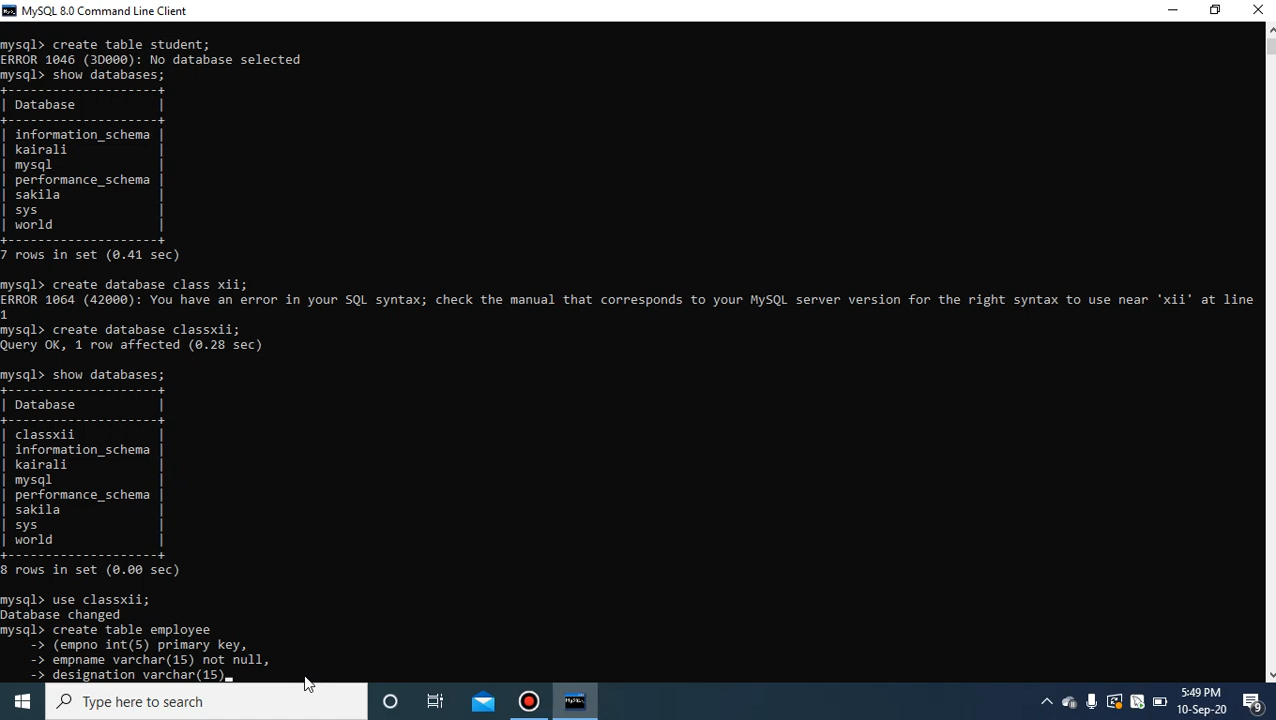 MySQL 8.0 Command Line Client
mysql> create table student;
ERROR 1046 (3D000): No database selected
mysql> show databases;
+--------------------+
| Database           |
+--------------------+
| information_schema |
| kairali            |
| mysql              |
| performance_schema |
| sakila             |
| sys                |
| world              |
+--------------------+
7 rows in set (0.41 sec)
mysql> create database class xii;
ERROR 1064 (42000): You have an error in your SQL syntax; check the manual that corresponds to your MySQL server version for the right syntax to use near 'xii' at line
1
mysql> create database classxii;
Query OK, 1 row affected (0.28 sec)
mysql> show databases;
+--------------------+
| Database           |
+--------------------+
| classxii           |
| information_schema |
| kairali            |
| mysql              |
| performance_schema |
| sakila             |
| sys                |
| world              |
+--------------------+
8 rows in set (0.00 sec)
mysql> use classxii;
Database changed
mysql> create table employee
    -> (empno int(5) primary key,
    -> empname varchar(15) not null,
    -> designation varchar(15)_
Type here to search
MySQL
5:49 PM
10-Sep-20
9